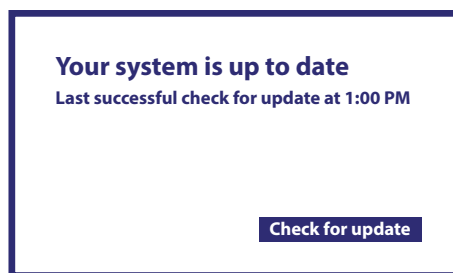 Your system is up to date
Last successful check for update at 1:00 PM
Check for update